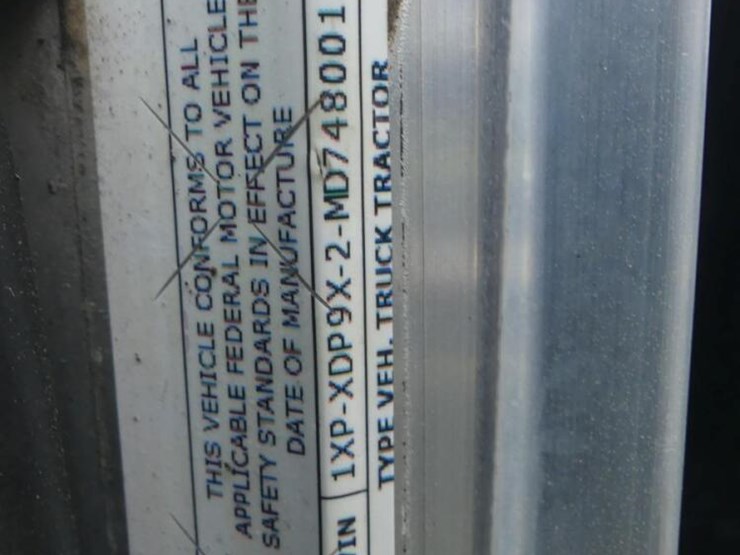 THIS VEHICLE CONFORMS TO ALL
APPLICABLE FEDERAL MOTOR VEHICLE
SAFETY STANDARDS IN EFFECT ON THE
DATE OF MANUFACTURE
VIN 1XP-XDP9X-2-MD748001
TYPE VEH. TRUCK TRACTOR